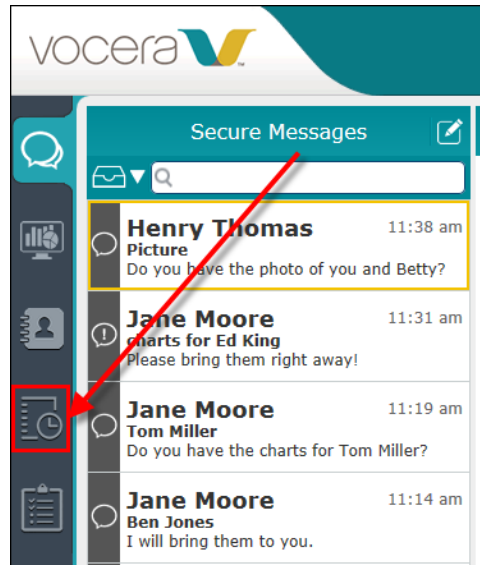 vocera
Secure Messages
Henry Thomas 11:38 am
Picture
Do you have the photo of you and Betty?
Jane Moore 11:31 am
charts for Ed King
Please bring them right away!
Jane Moore 11:19 am
Tom Miller
Do you have the charts for Tom Miller?
Jane Moore 11:14 am
Ben Jones
I will bring them to you.